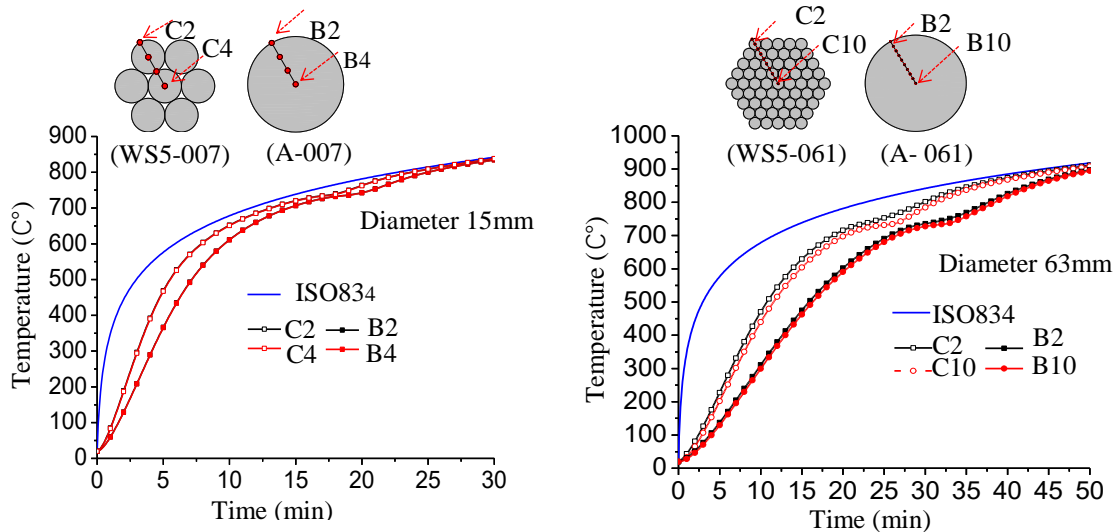 C2
C4
B2
B4
(WS5-007)
(A-007)
900
800
700
600
500
400
300
200
100
0
Temperature (C°)
Diameter 15mm
ISO834
C2
B2
C4
B4
0 5 10 15 20 25 30
Time (min)
C2
C10
B2
B10
(WS5-061)
(A- 061)
1000
900
800
700
600
500
400
300
200
100
0
Temperature (C°)
Diameter 63mm
ISO834
C2
B2
C10
B10
0 5 10 15 20 25 30 35 40 45 50
Time (min)